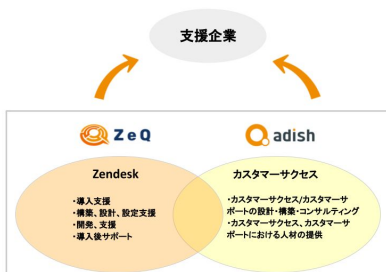 支援企業
ZeQ
adish
Zendesk
・導入支援
・構築、設計、設定支援
・開発、支援
・導入後サポート
カスタマーサクセス
・カスタマーサクセス/カスタマーサ
ポートの設計・構築・コンサルティング
・カスタマーサクセス、カスタマーサ
ポートにおける人材の提供